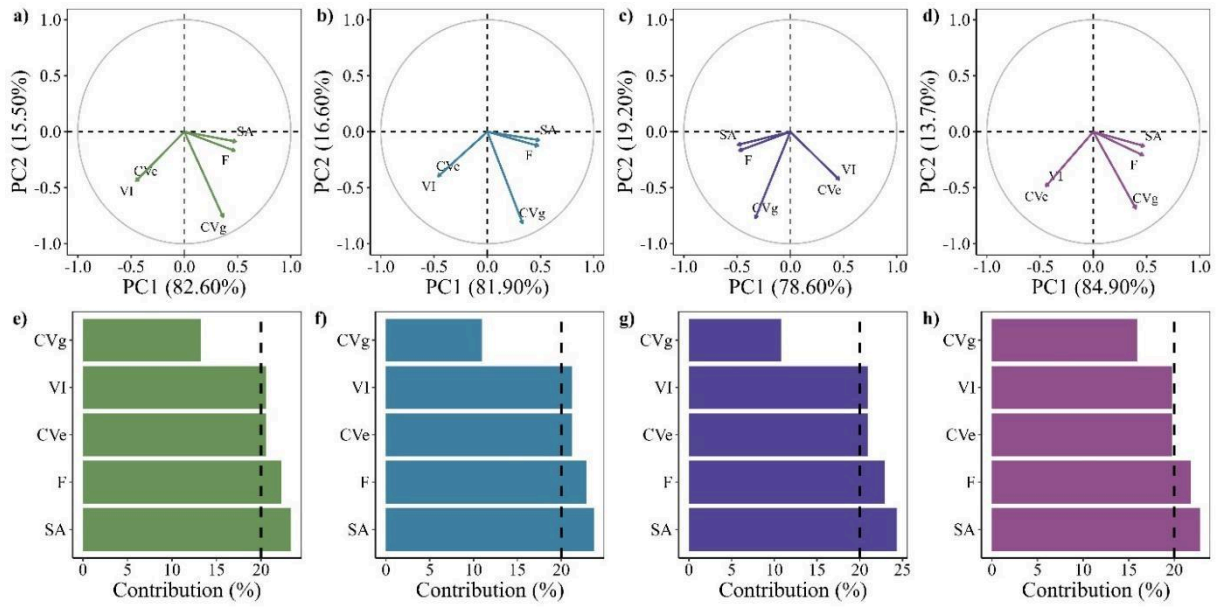 a)
PC2 (15.50%)
1.0
0.5
0.0
-0.5
-1.0
SA
F
CVe
VI
CVg
-1.0 -0.5 0.0 0.5 1.0
PC1 (82.60%)
b)
PC2 (16.60%)
1.0
0.5
0.0
-0.5
-1.0
SA
F
CVe
VI
CVg
-1.0 -0.5 0.0 0.5 1.0
PC1 (81.90%)
c)
PC2 (19.20%)
1.0
0.5
0.0
-0.5
-1.0
SA
F
VI
CVe
CVg
-1.0 -0.5 0.0 0.5 1.0
PC1 (78.60%)
d)
PC2 (13.70%)
1.0
0.5
0.0
-0.5
-1.0
SA
F
VI
CVe
CVg
-1.0 -0.5 0.0 0.5 1.0
PC1 (84.90%)
e)
CVg
VI
CVe
F
SA
0 5 10 15 20
Contribution (%)
f)
CVg
VI
CVe
F
SA
0 5 10 15 20
Contribution (%)
g)
CVg
VI
CVe
F
SA
0 5 10 15 20 25
Contribution (%)
h)
CVg
VI
CVe
F
SA
0 5 10 15 20
Contribution (%)